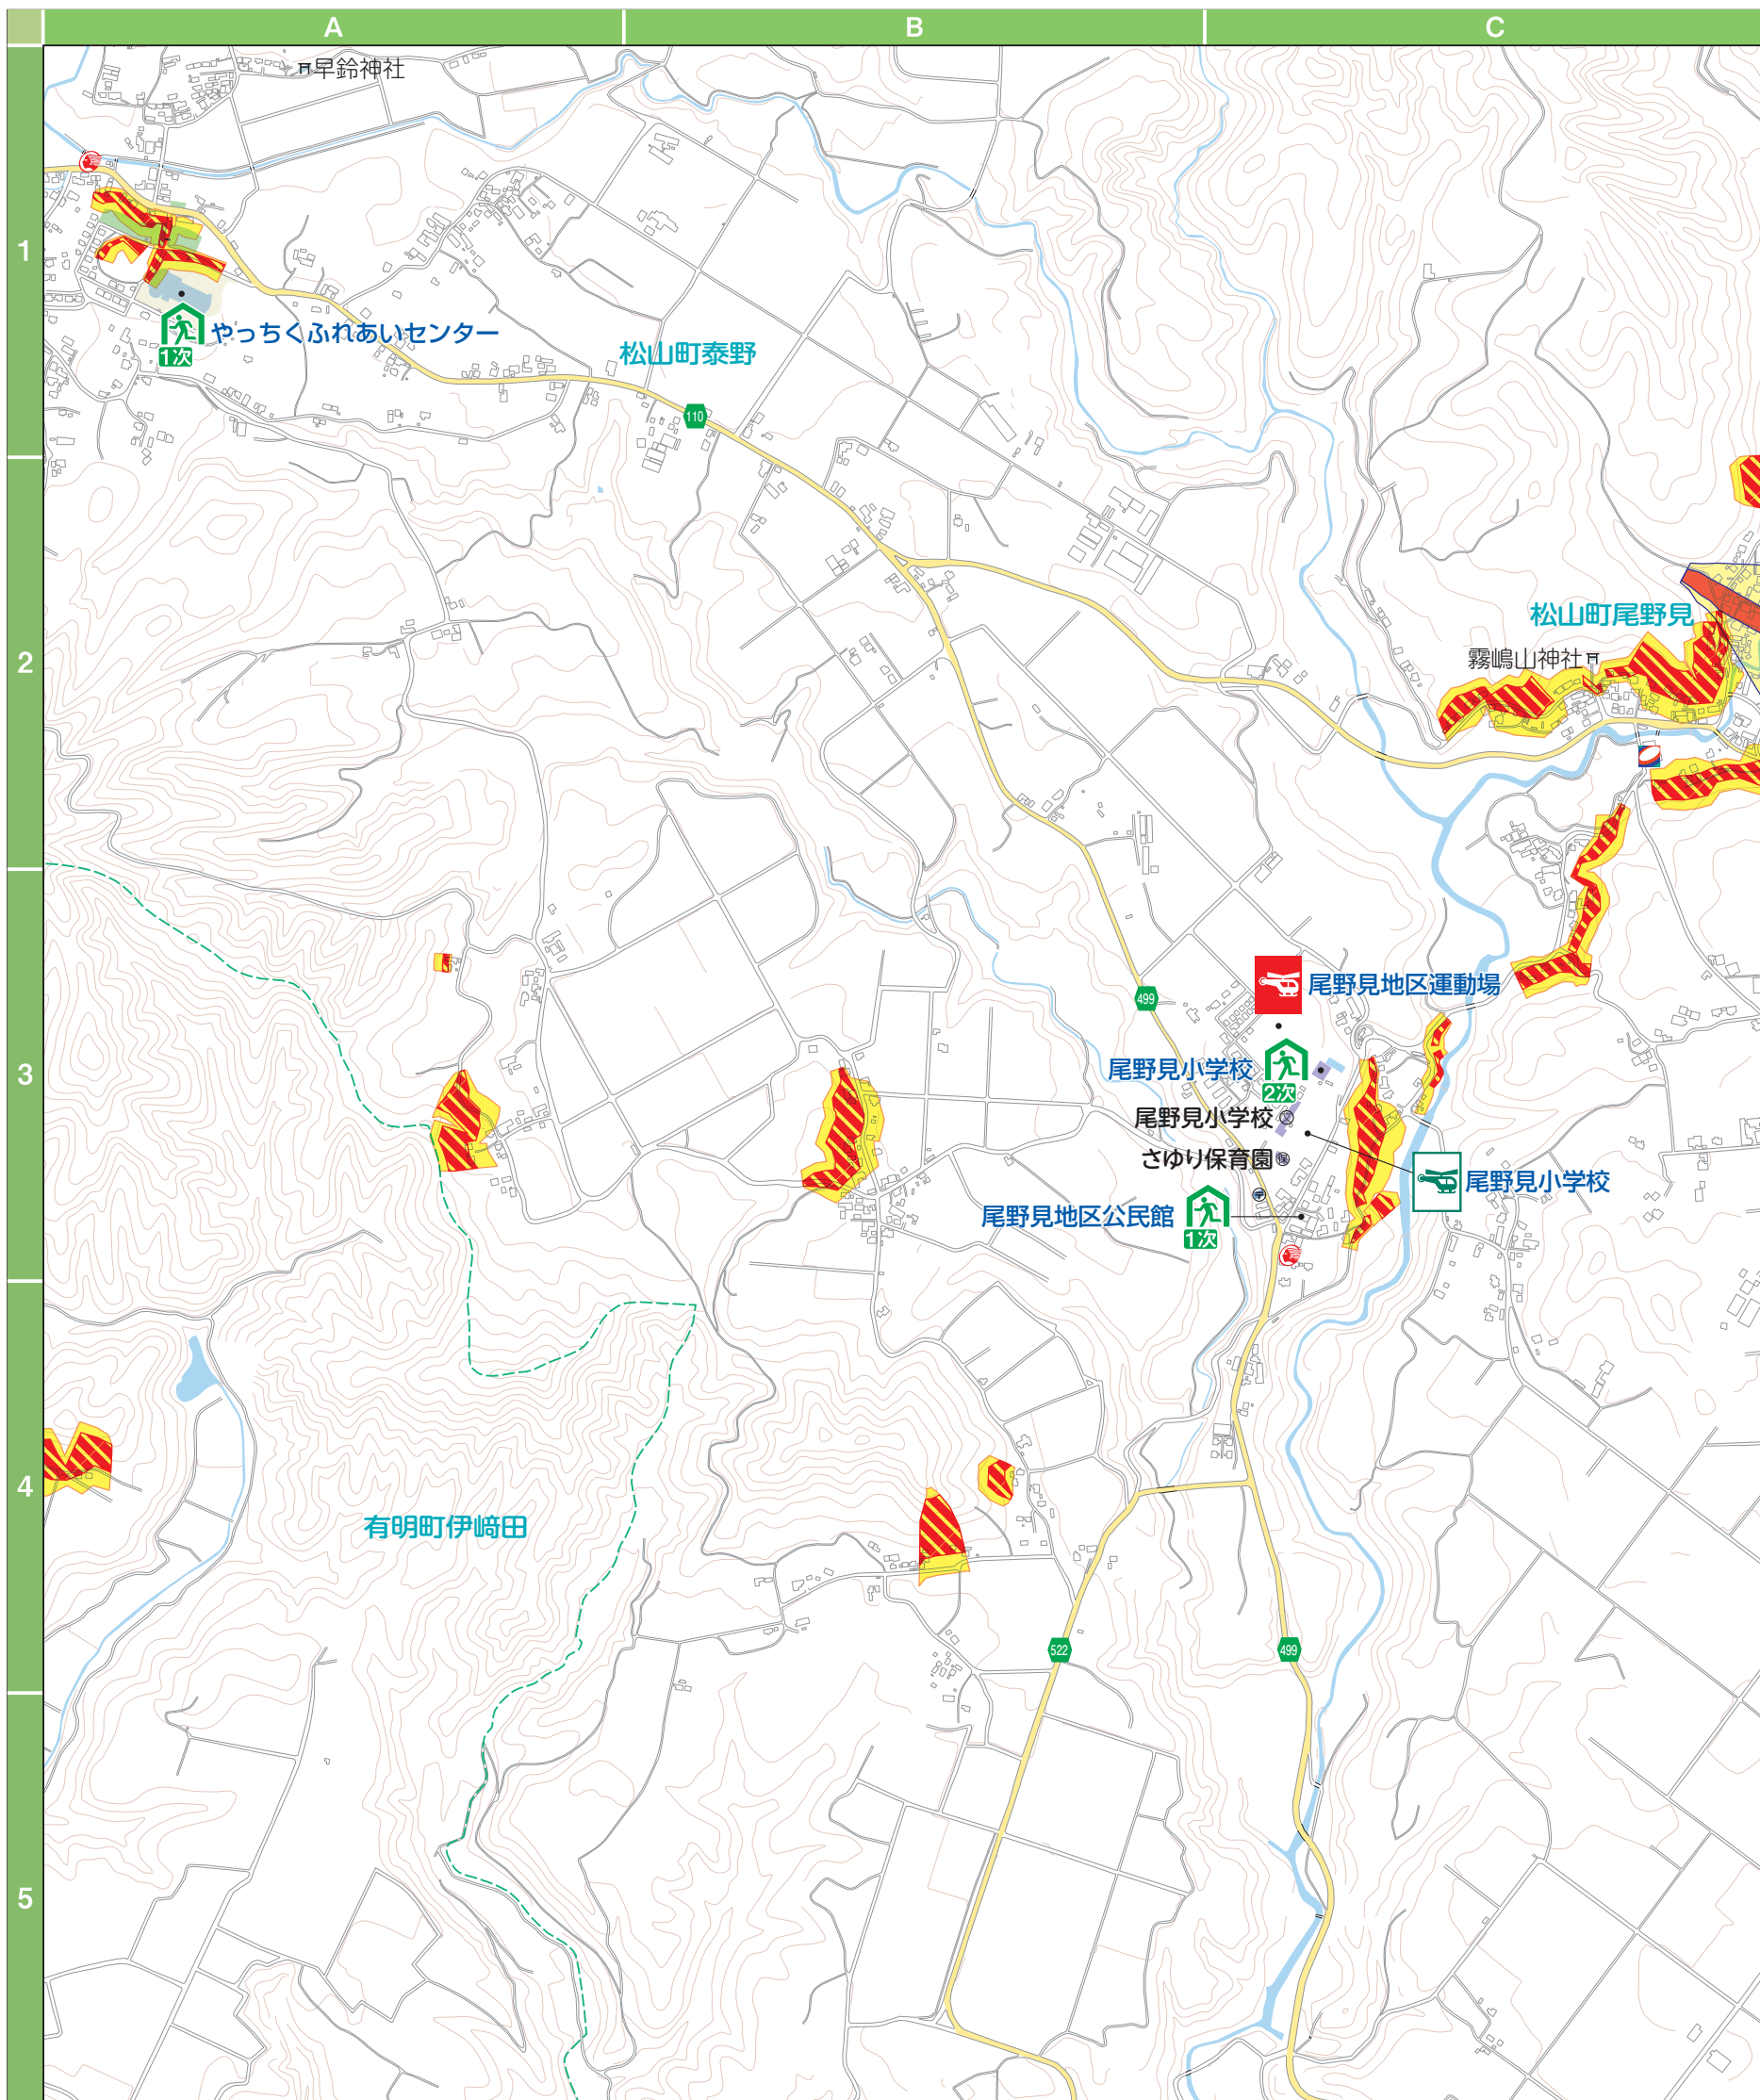 A
B
C
1
2
3
4
5
早鈴神社
やっちくふれあいセンター
1次
松山町泰野
110
松山町尾野見
霧嶋山神社
499
尾野見地区運動場
尾野見小学校
2次
尾野見小学校
文
さゆり保育園
保
尾野見小学校
尾野見地区公民館
1次
有明町伊﨑田
522
499